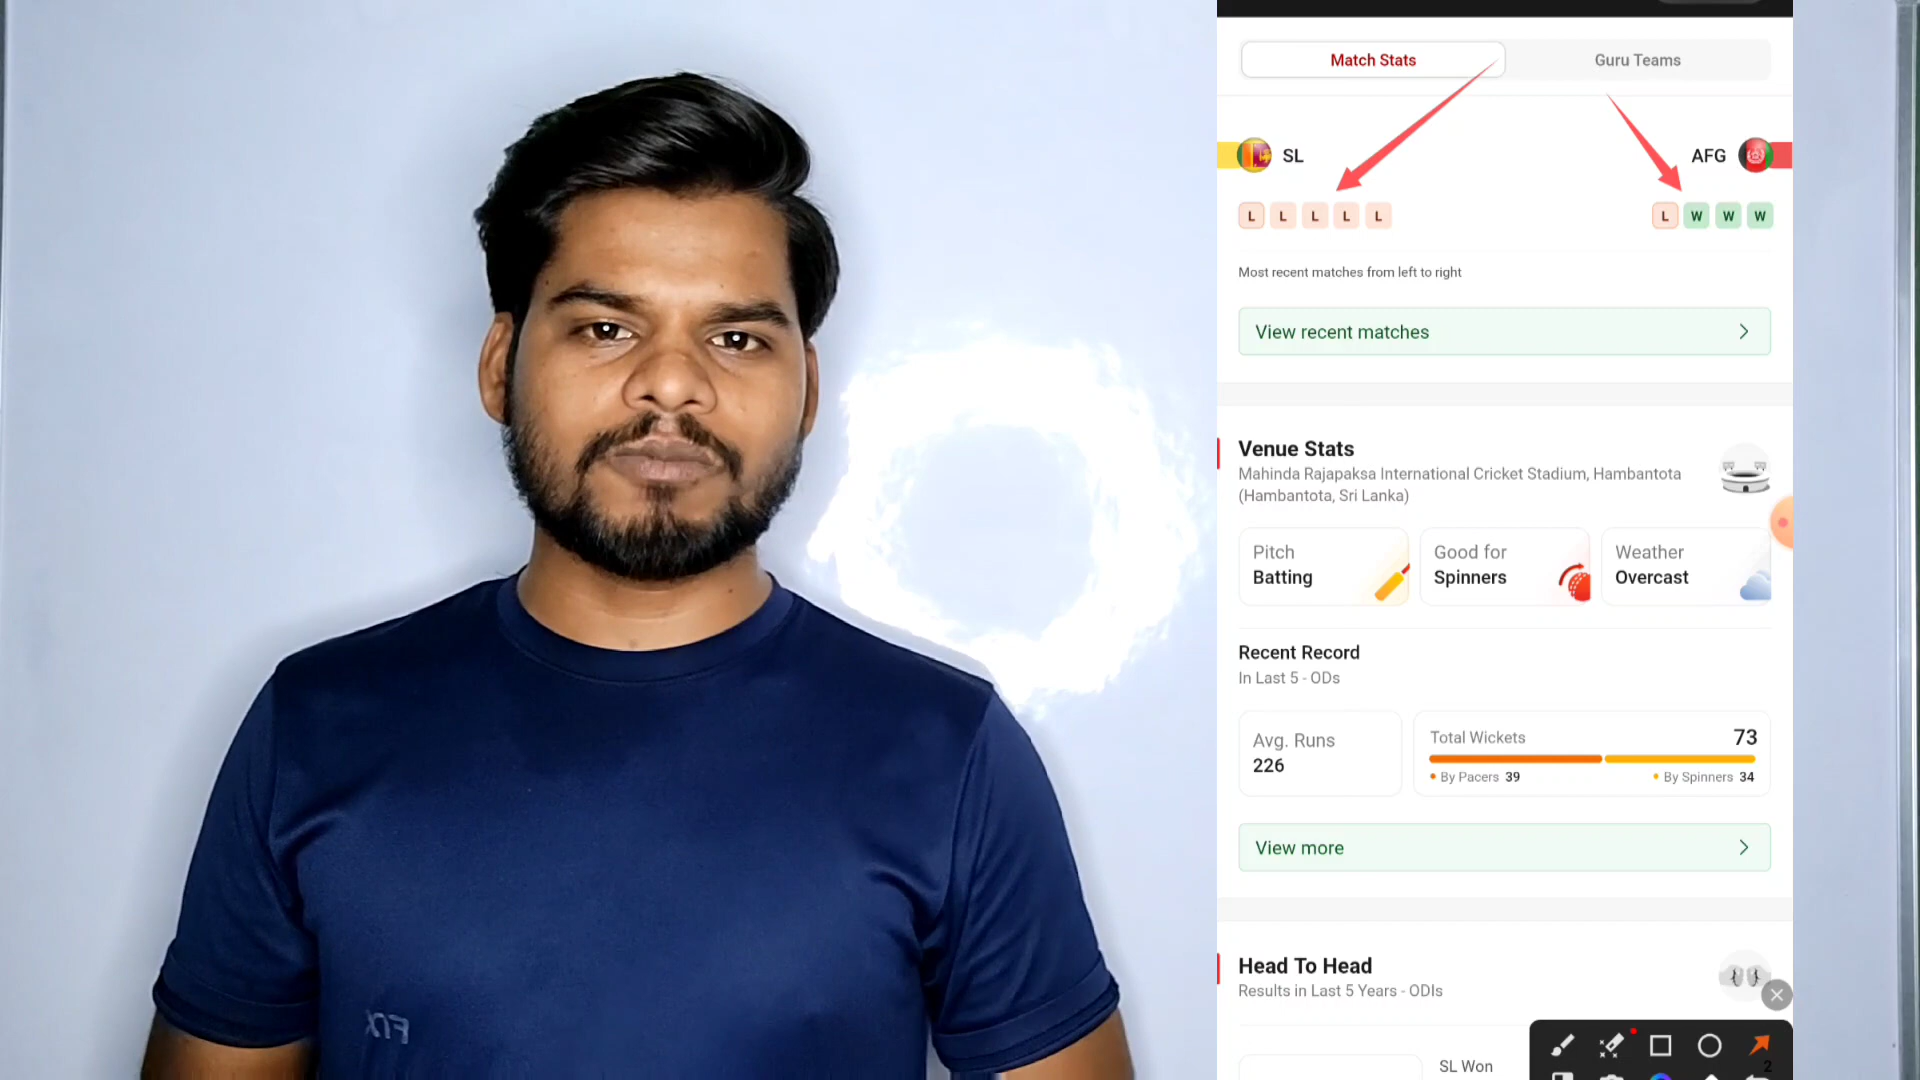 Match Stats
Guru Teams
SL
AFG
L L L L L
L W W W
Most recent matches from left to right
View recent matches
Venue Stats
Mahinda Rajapaksa International Cricket Stadium, Hambantota
(Hambantota, Sri Lanka)
Pitch
Batting
Good for
Spinners
Weather
Overcast
Recent Record
In Last 5 - ODs
Avg. Runs
226
Total Wickets 73
By Pacers 39
By Spinners 34
View more
Head To Head
Results in Last 5 Years - ODIs
SL Won
2